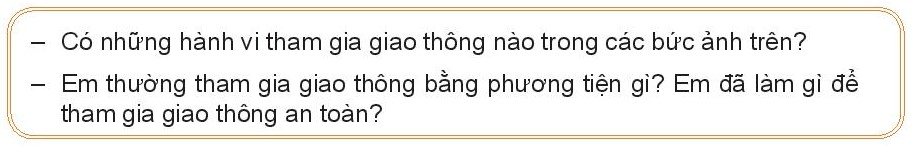 – Có những hành vi tham gia giao thông nào trong các bức ảnh trên?
– Em thường tham gia giao thông bằng phương tiện gì? Em đã làm gì để
tham gia giao thông an toàn?